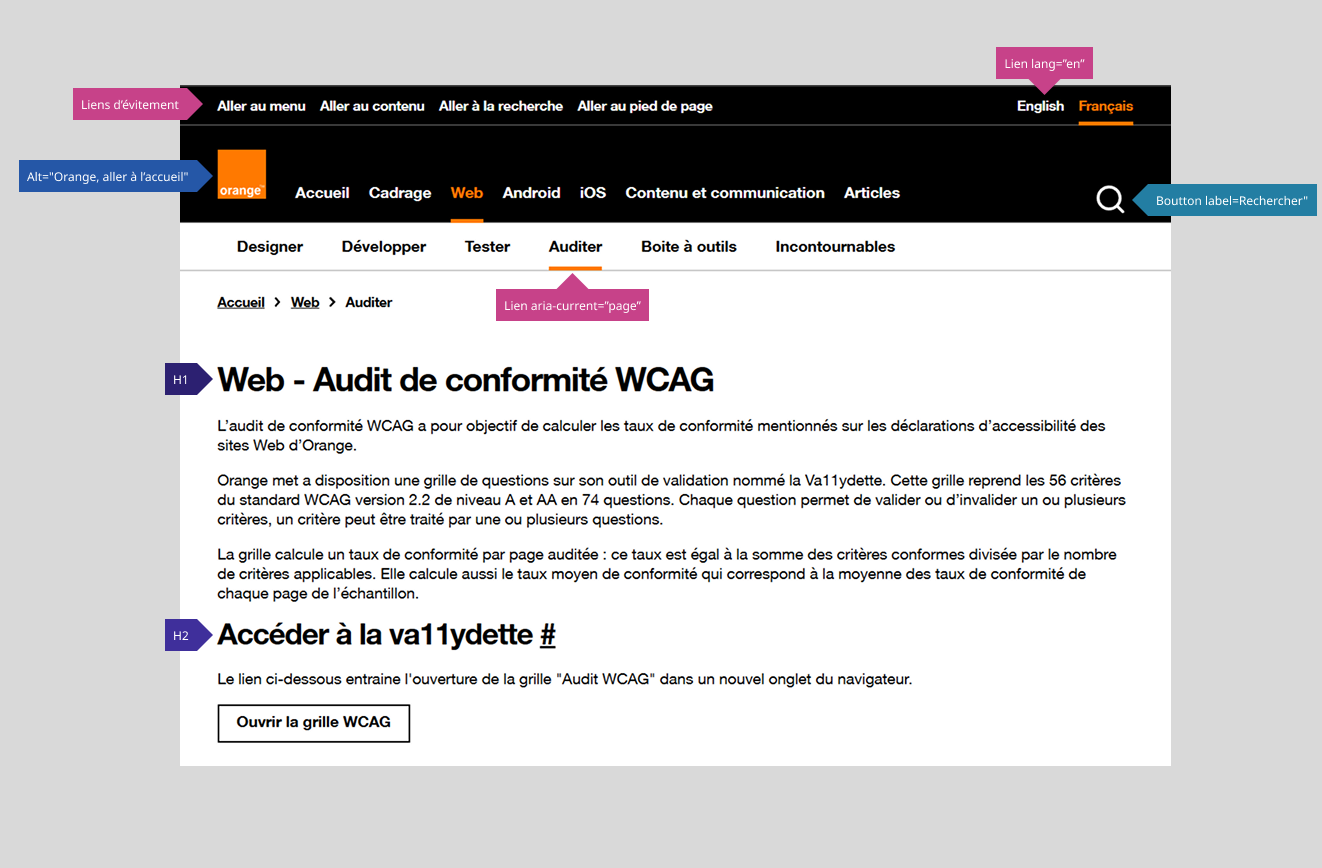 Lien lang="en"
Liens d'évitement
Aller au menu Aller au contenu Aller à la recherche Aller au pied de page English Français
Alt="Orange, aller à l'accueil"
orange™
Accueil Cadrage Web Android iOS Contenu et communication Articles
Boutton label=Rechercher"
Designer Développer Tester Auditer Boite à outils Incontournables
Lien aria-current="page"
Accueil > Web > Auditer
H1
Web - Audit de conformité WCAG
L'audit de conformité WCAG a pour objectif de calculer les taux de conformité mentionnés sur les déclarations d'accessibilité des
sites Web d'Orange.
Orange met a disposition une grille de questions sur son outil de validation nommé la Va11ydette. Cette grille reprend les 56 critères
du standard WCAG version 2.2 de niveau A et AA en 74 questions. Chaque question permet de valider ou d'invalider un ou plusieurs
critères, un critère peut être traité par une ou plusieurs questions.
La grille calcule un taux de conformité par page auditée : ce taux est égal à la somme des critères conformes divisée par le nombre
de critères applicables. Elle calcule aussi le taux moyen de conformité qui correspond à la moyenne des taux de conformité de
chaque page de l'échantillon.
H2
Accéder à la va11ydette #
Le lien ci-dessous entraine l'ouverture de la grille "Audit WCAG" dans un nouvel onglet du navigateur.
Ouvrir la grille WCAG